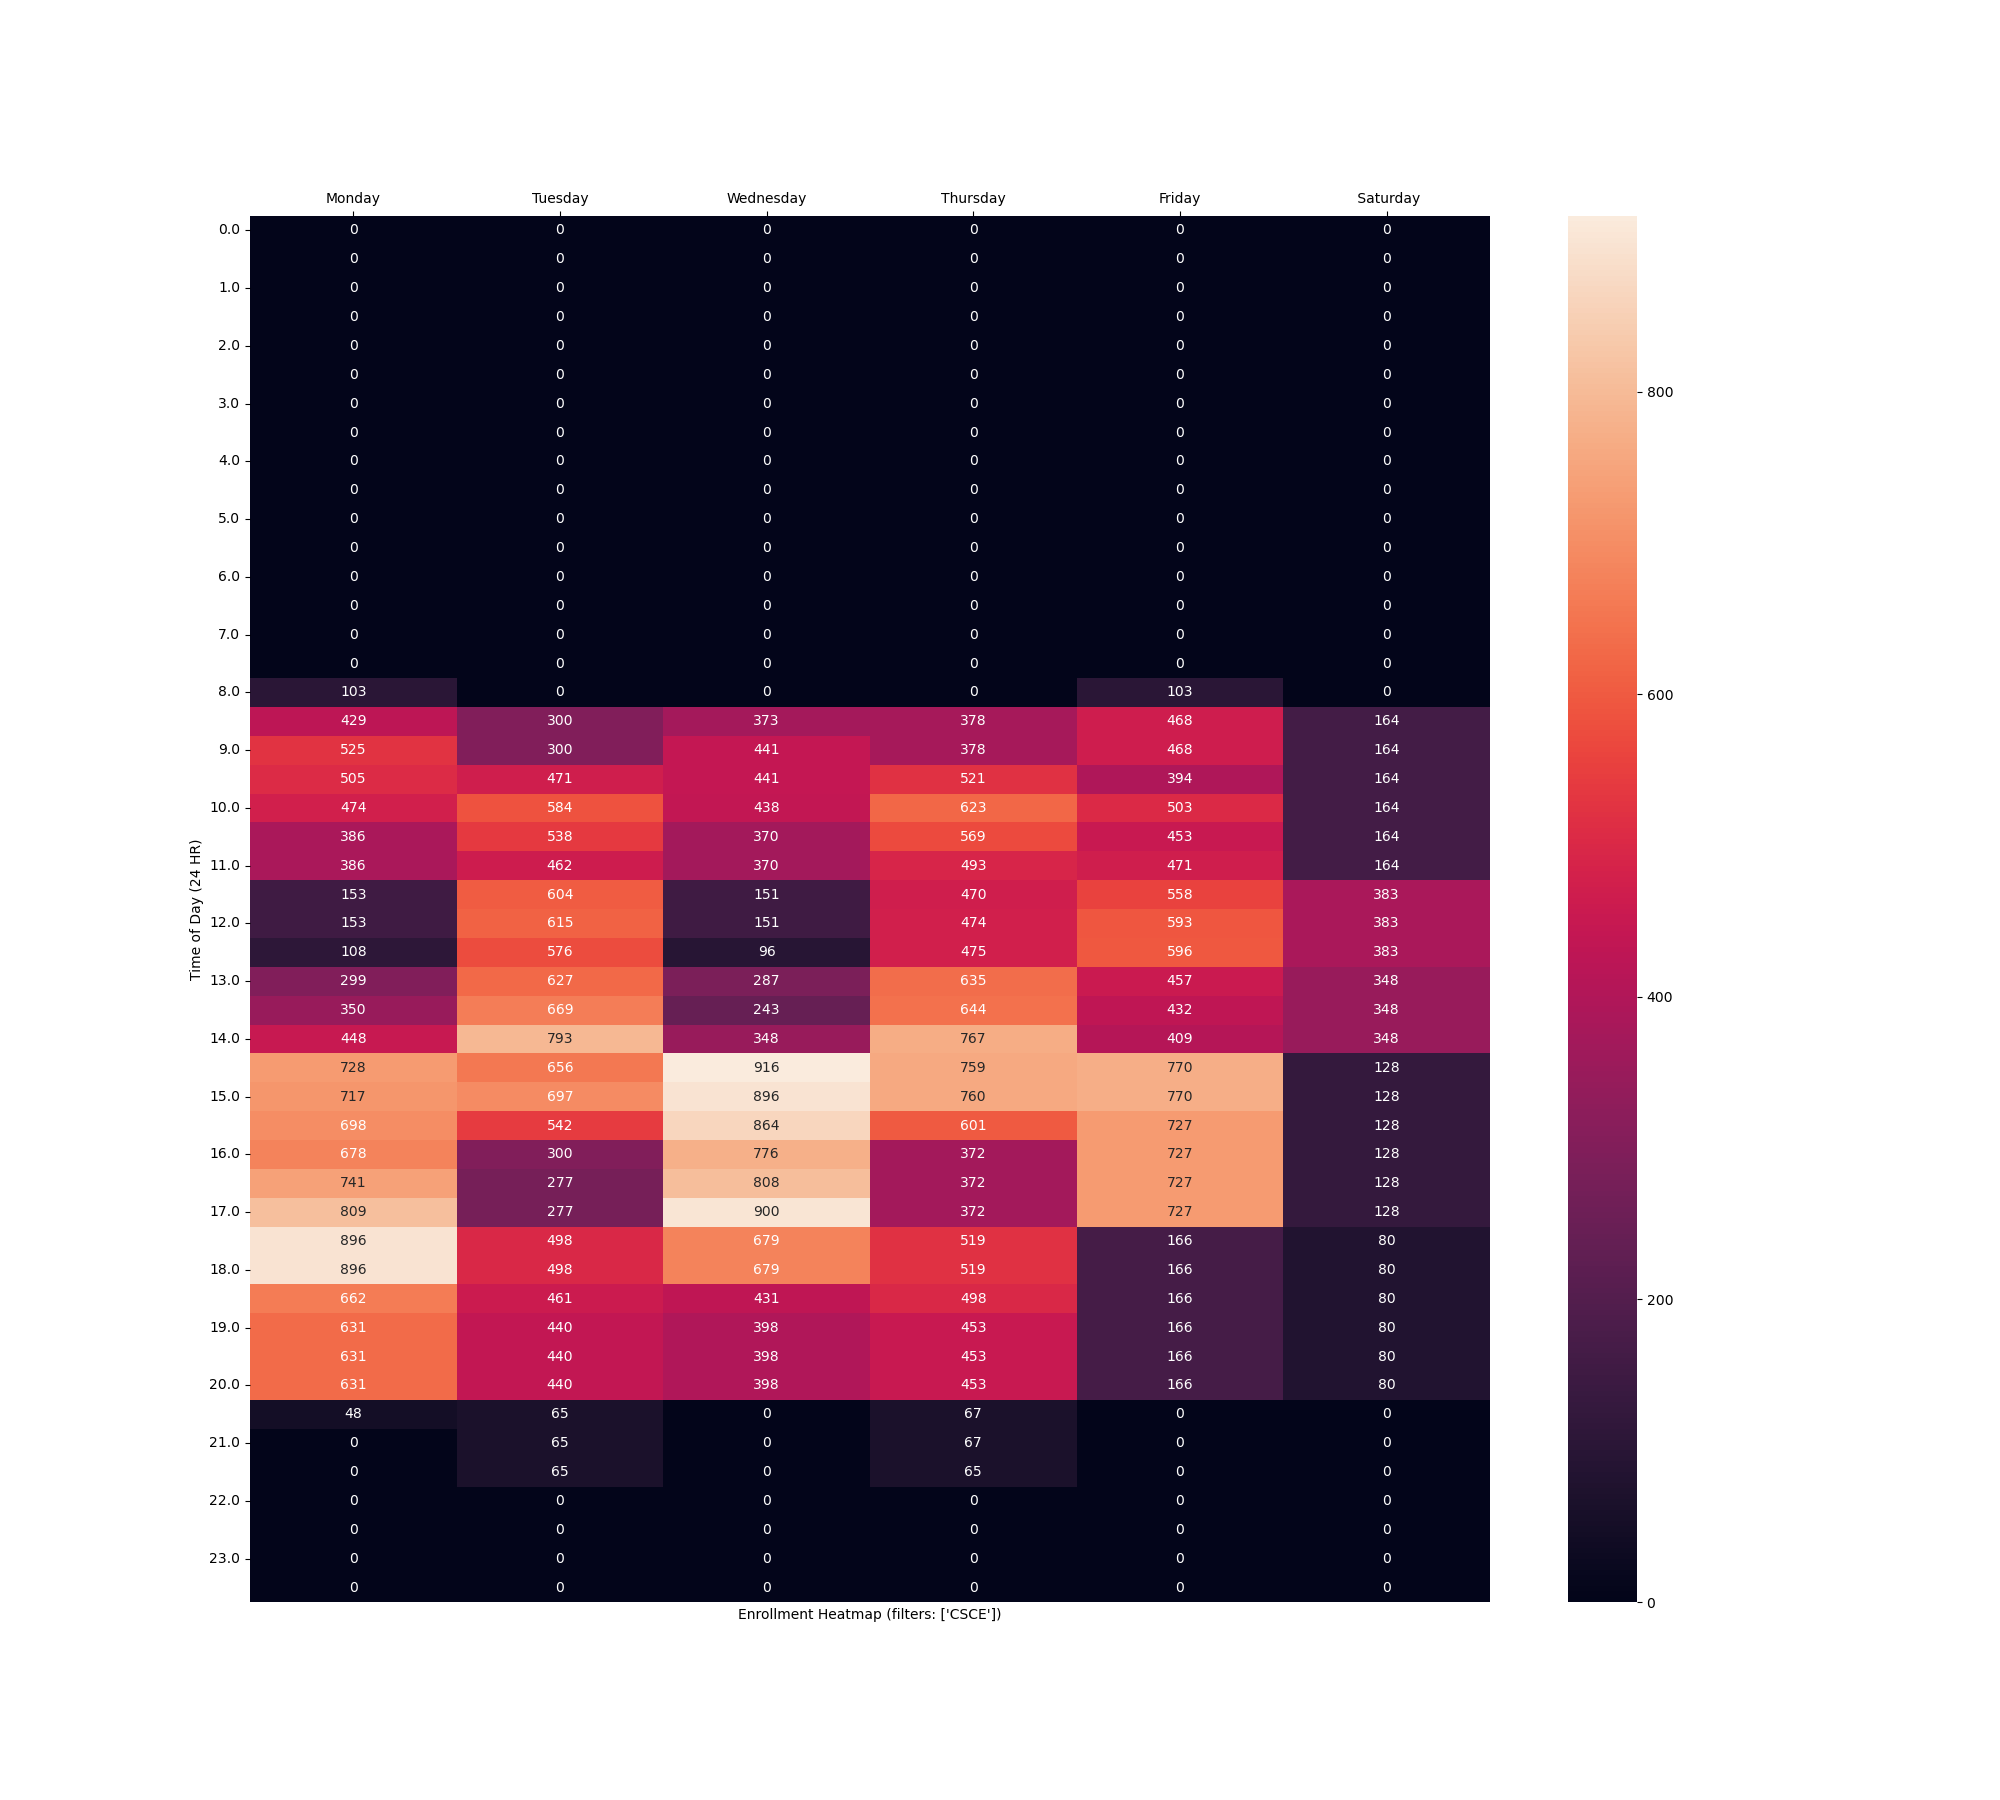 Monday Tuesday Wednesday Thursday Friday Saturday
0.0 0 0 0 0 0 0
0 0 0 0 0 0
1.0 0 0 0 0 0 0
0 0 0 0 0 0
2.0 0 0 0 0 0 0
0 0 0 0 0 0
3.0 0 0 0 0 0 0
0 0 0 0 0 0
4.0 0 0 0 0 0 0
0 0 0 0 0 0
5.0 0 0 0 0 0 0
0 0 0 0 0 0
6.0 0 0 0 0 0 0
0 0 0 0 0 0
7.0 0 0 0 0 0 0
0 0 0 0 0 0
8.0 103 0 0 0 103 0
429 300 373 378 468 164
9.0 525 300 441 378 468 164
505 471 441 521 394 164
10.0 474 584 438 623 503 164
386 538 370 569 453 164
11.0 386 462 370 493 471 164
153 604 151 470 558 383
12.0 153 615 151 474 593 383
108 576 96 475 596 383
13.0 299 627 287 635 457 348
350 669 243 644 432 348
14.0 448 793 348 767 409 348
728 656 916 759 770 128
15.0 717 697 896 760 770 128
698 542 864 601 727 128
16.0 678 300 776 372 727 128
741 277 808 372 727 128
17.0 809 277 900 372 727 128
896 498 679 519 166 80
18.0 896 498 679 519 166 80
662 461 431 498 166 80
19.0 631 440 398 453 166 80
631 440 398 453 166 80
20.0 631 440 398 453 166 80
48 65 0 67 0 0
21.0 0 65 0 67 0 0
0 65 0 65 0 0
22.0 0 0 0 0 0 0
0 0 0 0 0 0
23.0 0 0 0 0 0 0
0 0 0 0 0 0
Time of Day (24 HR)
Enrollment Heatmap (filters: ['CSCE'])
800
600
400
200
0